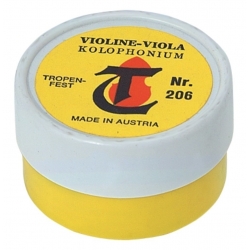 VIOLINE-VIOLA
KOLOPHONIUM
TROPEN-
FEST
T
Nr.
206
MADE IN AUSTRIA